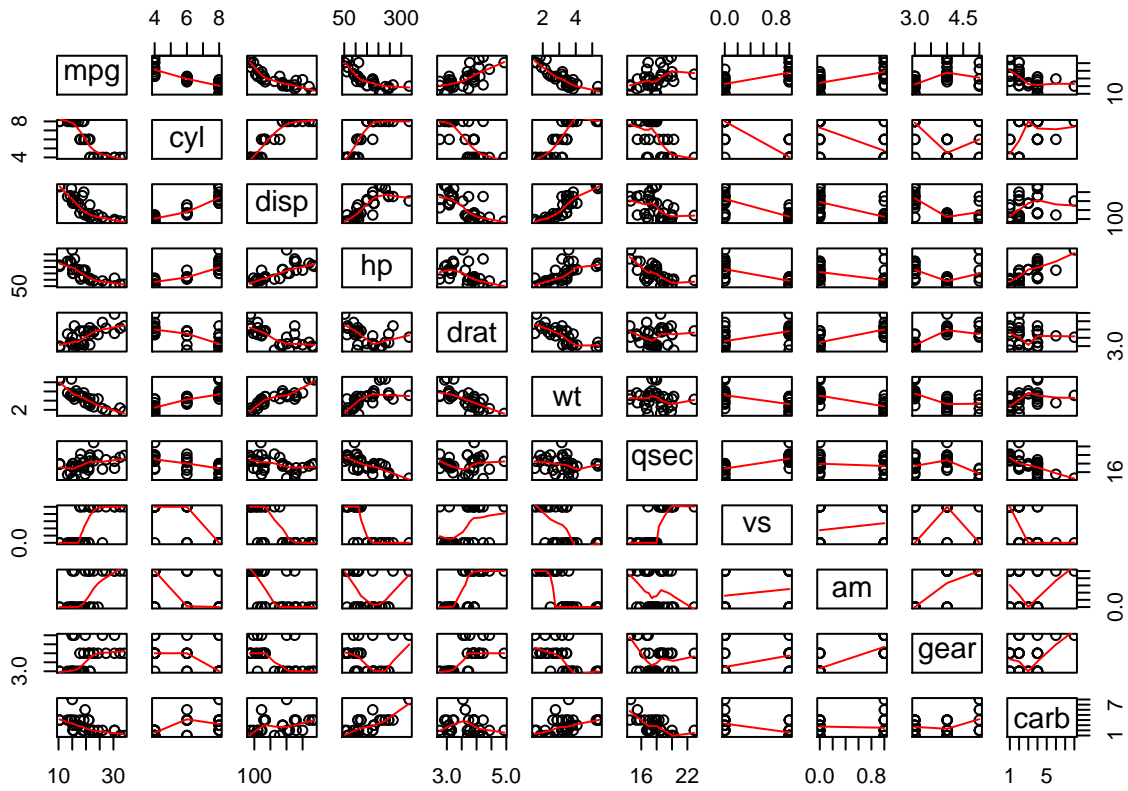 4 6 8 50 300 2 4 0.0 0.8 3.0 4.5
mpg 10
8 4 cyl
disp 100
50 hp
drat 3.0
2 wt
qsec 16
0.0 vs
am 0.0
3.0 gear
carb 7 1
10 30 100 3.0 5.0 16 22 0.0 0.8 1 5